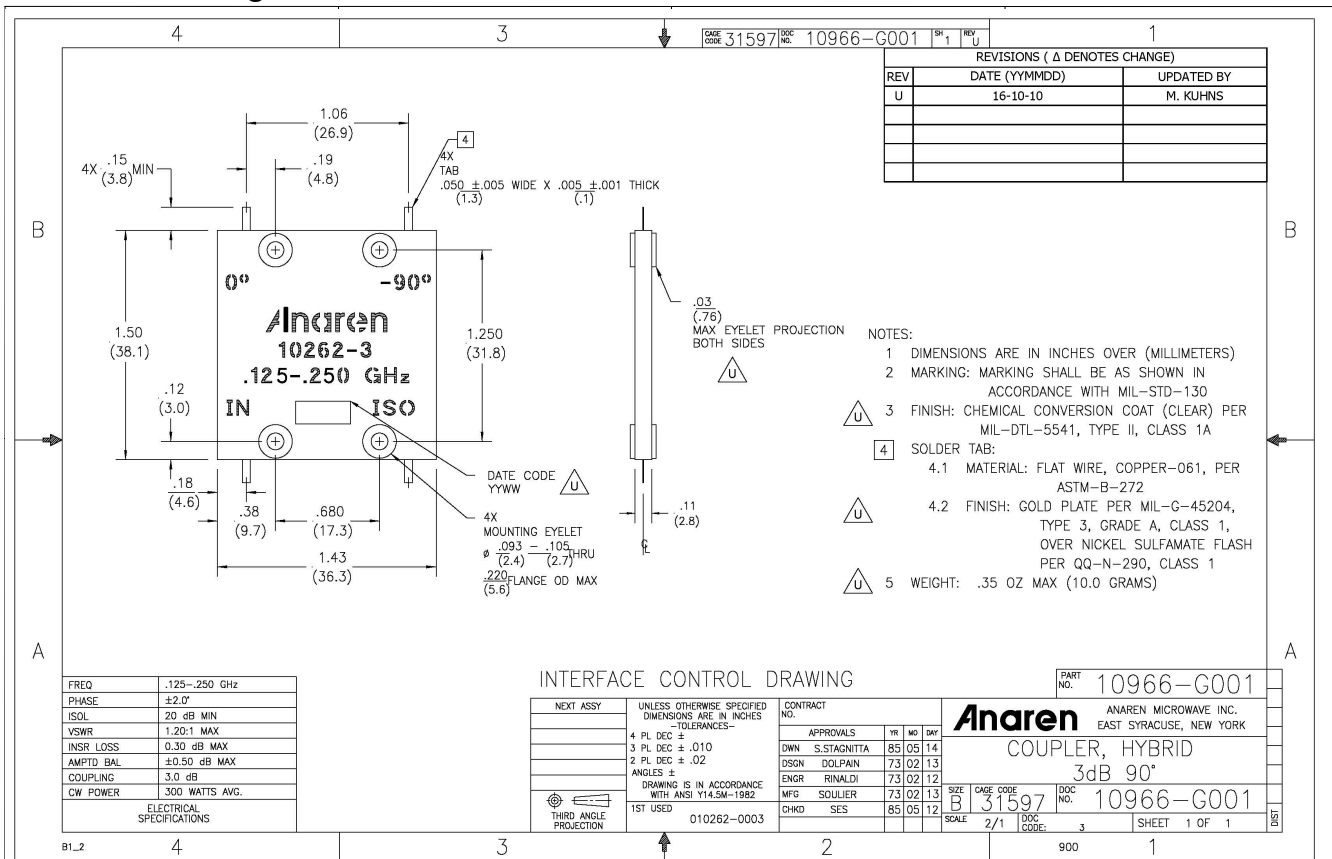 4 3 1
CAGE CODE 31597 DOC NO. 10966-G001 SH 1 REV U
REVISIONS ( Δ DENOTES CHANGE)
REV DATE (YYMMDD) UPDATED BY
U 16-10-10 M. KUHNS
1.06
(26.9)
4X .15 MIN
(3.8)
.19
(4.8)
4
4X
TAB
.050 ±.005 WIDE X .005 ±.001 THICK
(1.3) (.1)
B B
0° -90°
Anaren
10262-3
.125-.250 GHz
IN ISO
1.50
(38.1)
.12
(3.0)
1.250
(31.8)
.18
(4.6)
.38
(9.7)
.680
(17.3)
1.43
(36.3)
DATE CODE
YYWW
U
4X
MOUNTING EYELET
⌀ .093 - .105 THRU
(2.4) (2.7)
.220 FLANGE OD MAX
(5.6)
.03
(.76)
MAX EYELET PROJECTION
BOTH SIDES
U
.11
(2.8)
℄
NOTES:
1 DIMENSIONS ARE IN INCHES OVER (MILLIMETERS)
2 MARKING: MARKING SHALL BE AS SHOWN IN
ACCORDANCE WITH MIL-STD-130
U 3 FINISH: CHEMICAL CONVERSION COAT (CLEAR) PER
MIL-DTL-5541, TYPE II, CLASS 1A
4 SOLDER TAB:
4.1 MATERIAL: FLAT WIRE, COPPER-061, PER
ASTM-B-272
U 4.2 FINISH: GOLD PLATE PER MIL-G-45204,
TYPE 3, GRADE A, CLASS 1,
OVER NICKEL SULFAMATE FLASH
PER QQ-N-290, CLASS 1
U 5 WEIGHT: .35 OZ MAX (10.0 GRAMS)
A A
FREQ .125-.250 GHz
PHASE ±2.0°
ISOL 20 dB MIN
VSWR 1.20:1 MAX
INSR LOSS 0.30 dB MAX
AMPTD BAL ±0.50 dB MAX
COUPLING 3.0 dB
CW POWER 300 WATTS AVG.
ELECTRICAL
SPECIFICATIONS
INTERFACE CONTROL DRAWING
NEXT ASSY
THIRD ANGLE
PROJECTION
UNLESS OTHERWISE SPECIFIED
DIMENSIONS ARE IN INCHES
-TOLERANCES-
4 PL DEC ±
3 PL DEC ± .010
2 PL DEC ± .02
ANGLES ±
DRAWING IS IN ACCORDANCE
WITH ANSI Y14.5M-1982
1ST USED
010262-0003
CONTRACT
NO.
APPROVALS YR MO DAY
DWN S.STAGNITTA 85 05 14
DSGN DOLPAIN 73 02 13
ENGR RINALDI 73 02 12
MFG SOULIER 73 02 13
CHKD SES 85 05 12
PART NO. 10966-G001
Anaren
ANAREN MICROWAVE INC.
EAST SYRACUSE, NEW YORK
COUPLER, HYBRID
3dB 90°
SIZE B CAGE CODE 31597 DOC NO. 10966-G001
SCALE 2/1 DOC CODE: 3 SHEET 1 OF 1
DIST
B1_2 4 3 2 900 1